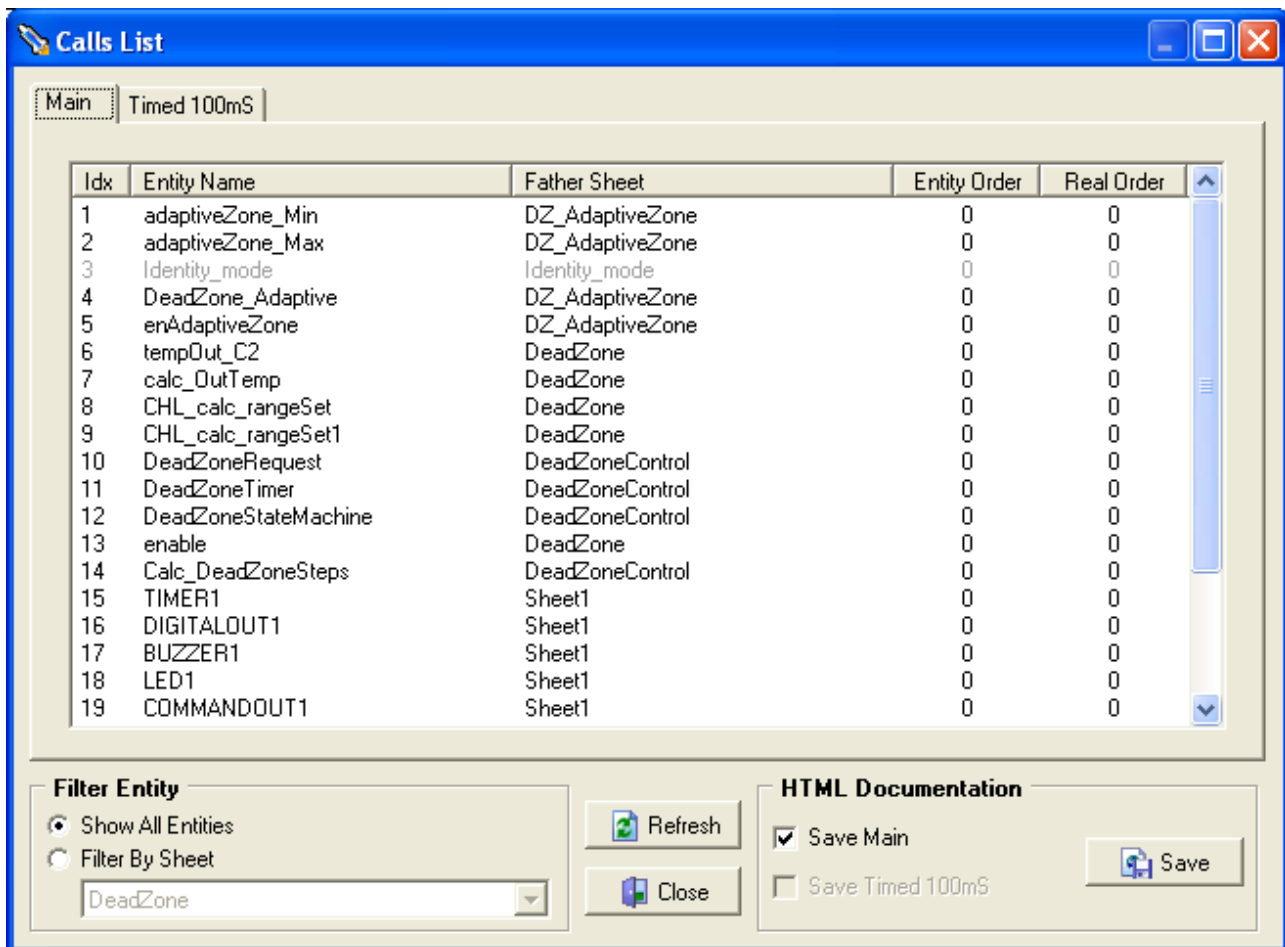 Calls List
Main Timed 100mS
Idx Entity Name Father Sheet Entity Order Real Order
1 adaptiveZone_Min DZ_AdaptiveZone 0 0
2 adaptiveZone_Max DZ_AdaptiveZone 0 0
3 Identity_mode Identity_mode 0 0
4 DeadZone_Adaptive DZ_AdaptiveZone 0 0
5 enAdaptiveZone DZ_AdaptiveZone 0 0
6 tempOut_C2 DeadZone 0 0
7 calc_OutTemp DeadZone 0 0
8 CHL_calc_rangeSet DeadZone 0 0
9 CHL_calc_rangeSet1 DeadZone 0 0
10 DeadZoneRequest DeadZoneControl 0 0
11 DeadZoneTimer DeadZoneControl 0 0
12 DeadZoneStateMachine DeadZoneControl 0 0
13 enable DeadZone 0 0
14 Calc_DeadZoneSteps DeadZoneControl 0 0
15 TIMER1 Sheet1 0 0
16 DIGITALOUT1 Sheet1 0 0
17 BUZZER1 Sheet1 0 0
18 LED1 Sheet1 0 0
19 COMMANDOUT1 Sheet1 0 0
Filter Entity
Show All Entities
Filter By Sheet
DeadZone
Refresh
Close
HTML Documentation
Save Main
Save Timed 100mS
Save